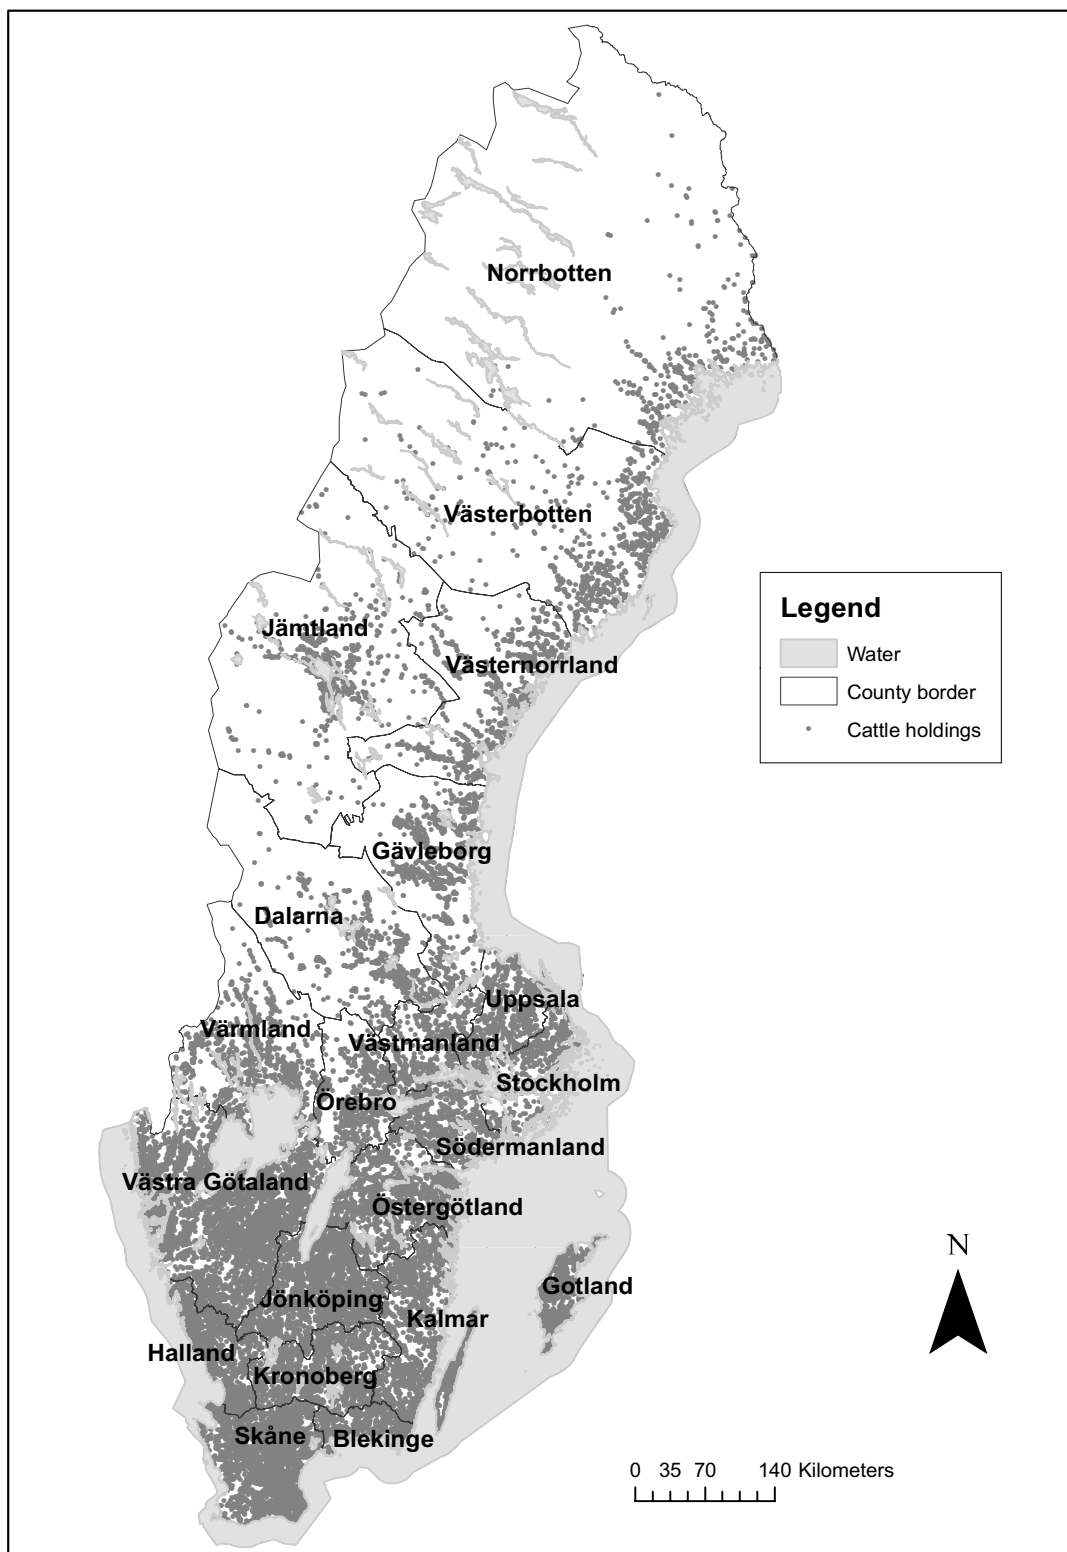 Norrbotten
Västerbotten
Jämtland
Västernorrland
Legend
Water
County border
Cattle holdings
Gävleborg
Dalarna
Uppsala
Värmland
Västmanland
Stockholm
Örebro
Södermanland
Västra Götaland
Östergötland
N
Gotland
Jönköping
Kalmar
Halland
Kronoberg
Skåne
Blekinge
0 35 70 140 Kilometers